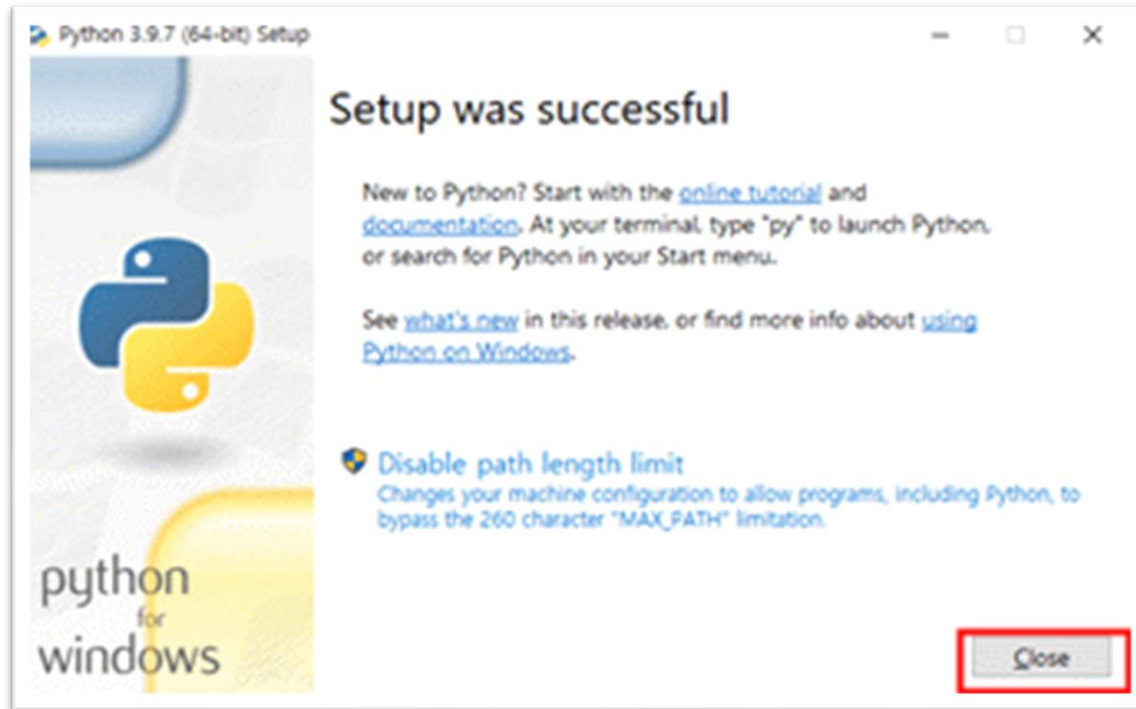 Python 3.9.7 (64-bit) Setup
Setup was successful
New to Python? Start with the online tutorial and
documentation. At your terminal, type "py" to launch Python,
or search for Python in your Start menu.
See what's new in this release, or find more info about using
Python on Windows.
Disable path length limit
Changes your machine configuration to allow programs, including Python, to
bypass the 260 character "MAX_PATH" limitation.
python
for
windows
Close